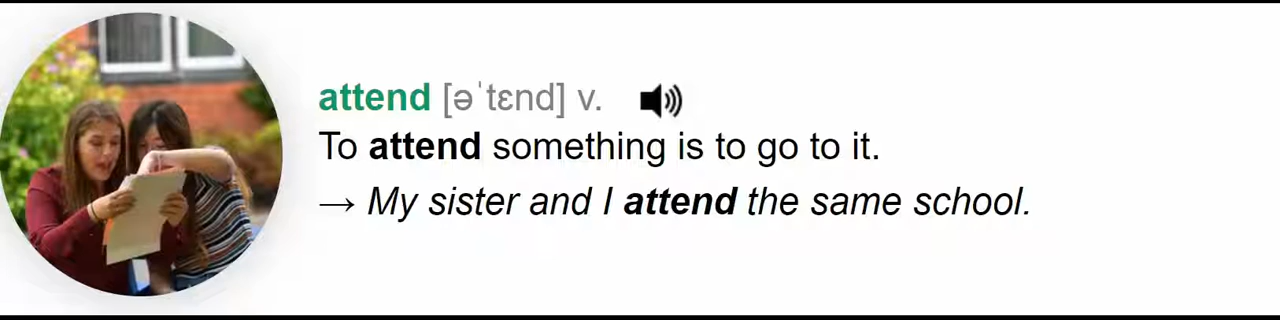 attend [əˈtɛnd] v.
To attend something is to go to it.
→ My sister and I attend the same school.